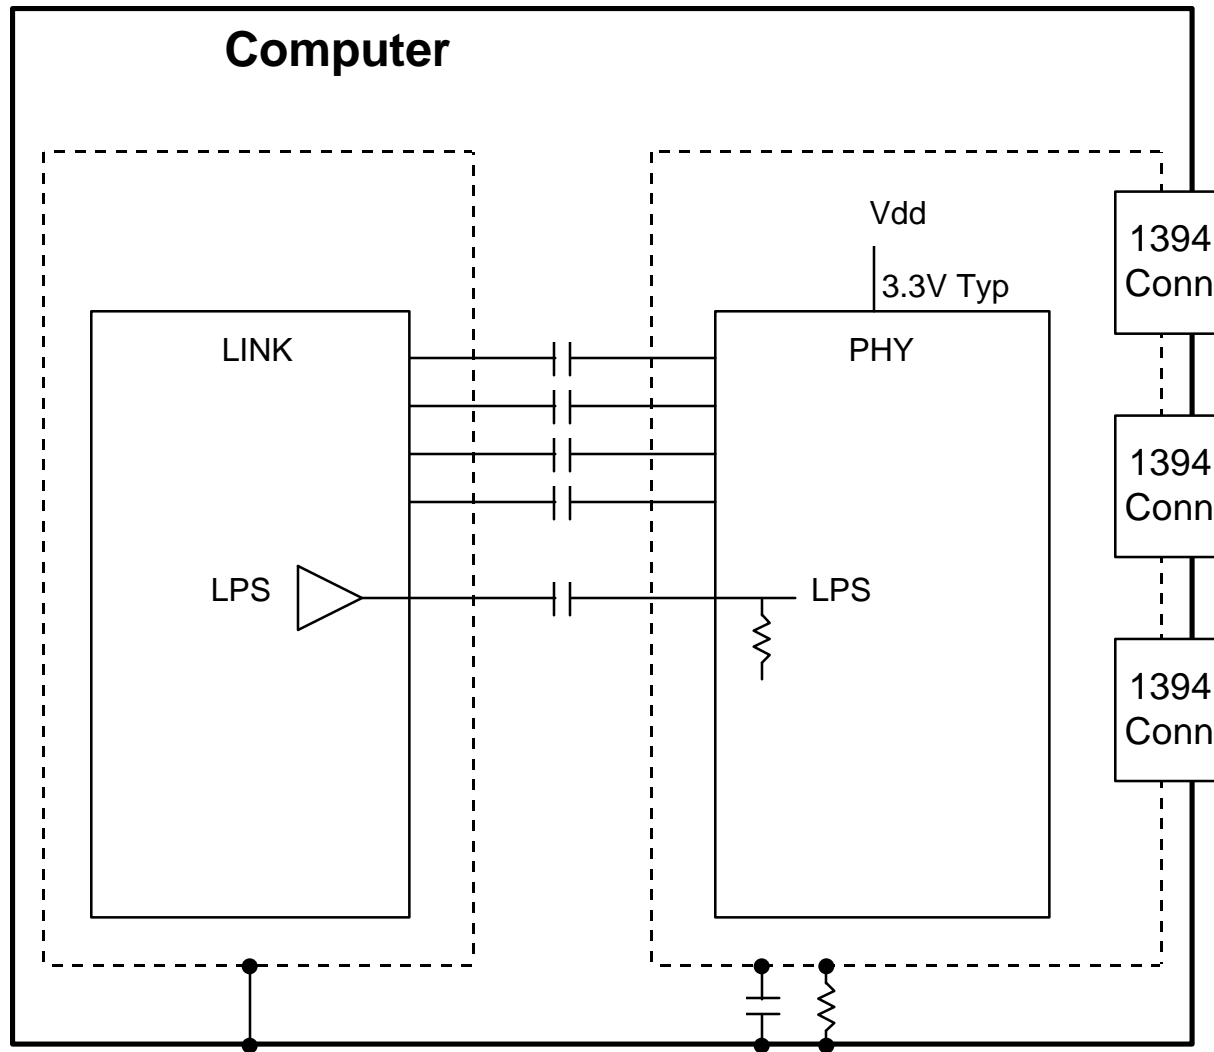 Computer
Vdd
1394
Conn
3.3V Typ
LINK
PHY
1394
Conn
LPS
LPS
1394
Conn